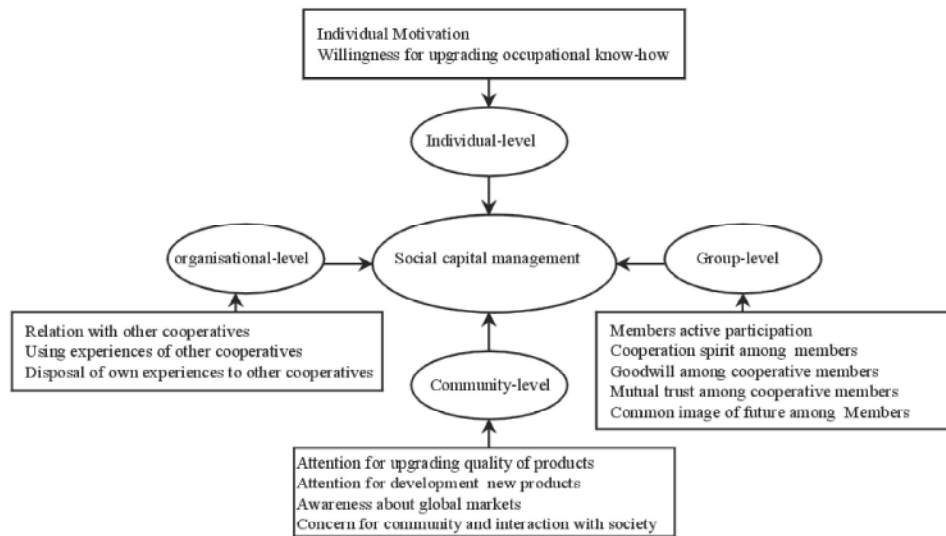 Individual Motivation
Willingness for upgrading occupational know-how
Individual-level
organisational-level
Social capital management
Group-level
Relation with other cooperatives
Using experiences of other cooperatives
Disposal of own experiences to other cooperatives
Members active participation
Cooperation spirit among members
Goodwill among cooperative members
Mutual trust among cooperative members
Common image of future among Members
Community-level
Attention for upgrading quality of products
Attention for development new products
Awareness about global markets
Concern for community and interaction with society